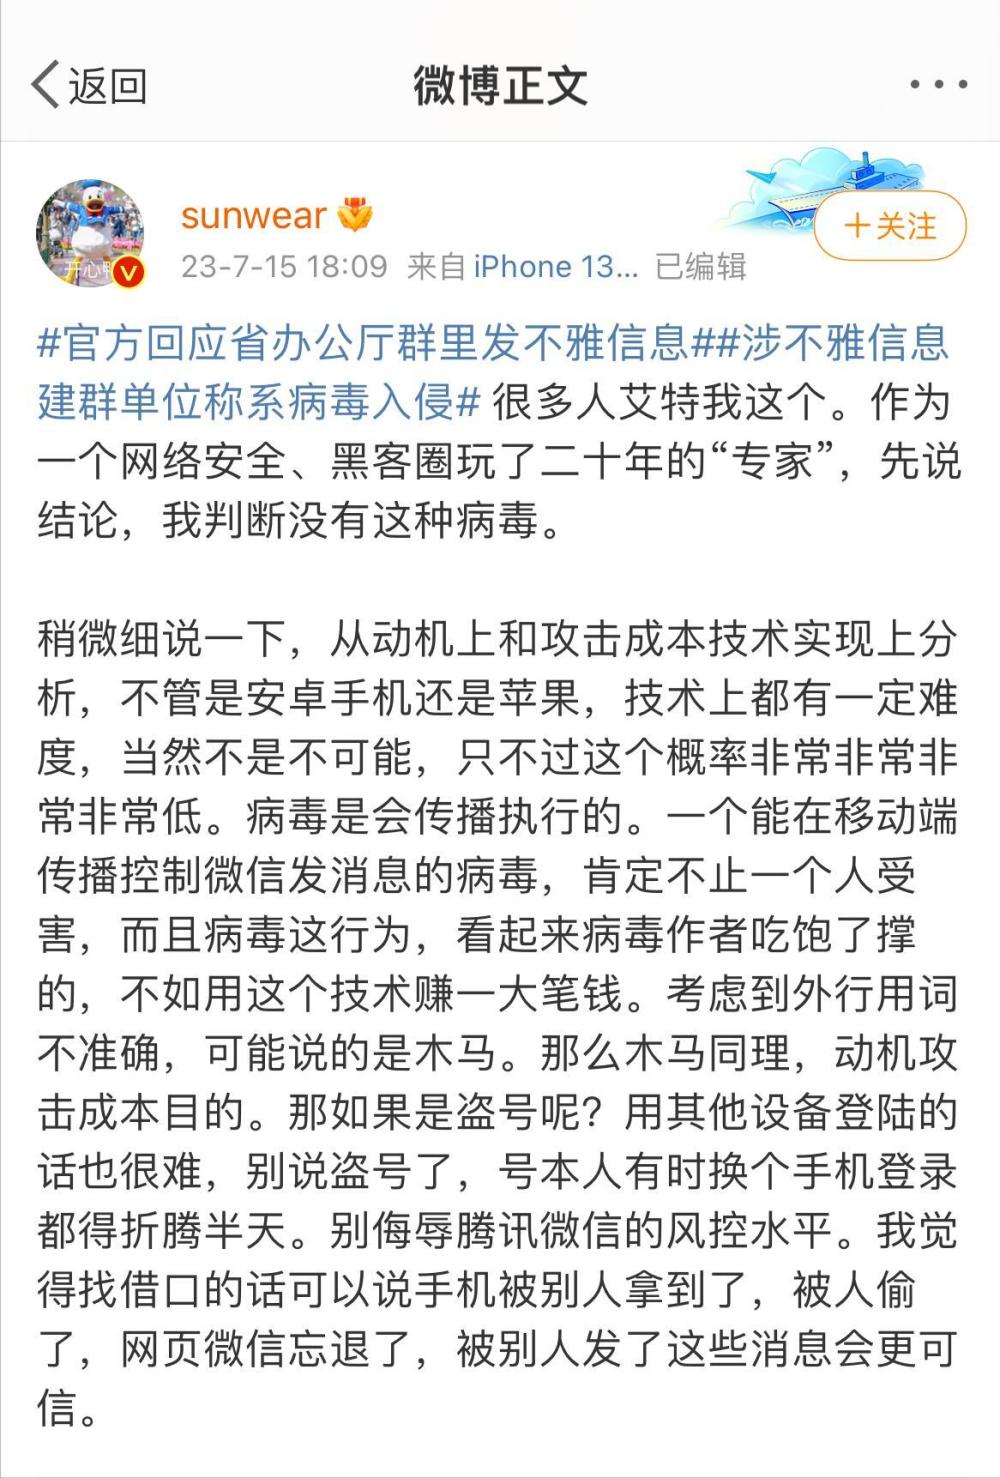 返回
微博正文
sunwear
+关注
23-7-15 18:09 来自 iPhone 13... 已编辑
#官方回应省办公厅群里发不雅信息##涉不雅信息
建群单位称系病毒入侵# 很多人艾特我这个。作为
一个网络安全、黑客圈玩了二十年的“专家”，先说
结论，我判断没有这种病毒。
稍微细说一下，从动机上和攻击成本技术实现上分
析，不管是安卓手机还是苹果，技术上都有一定难
度，当然不是不可能，只不过这个概率非常非常非
常非常低。病毒是会传播执行的。一个能在移动端
传播控制微信发消息的病毒，肯定不止一个人受
害，而且病毒这行为，看起来病毒作者吃饱了撑
的，不如用这个技术赚一大笔钱。考虑到外行用词
不准确，可能说的是木马。那么木马同理，动机攻
击成本目的。那如果是盗号呢？用其他设备登陆的
话也很难，别说盗号了，号本人有时换个手机登录
都得折腾半天。别侮辱腾讯微信的风控水平。我觉
得找借口的话可以说手机被别人拿到了，被人偷
了，网页微信忘退了，被别人发了这些消息会更可
信。